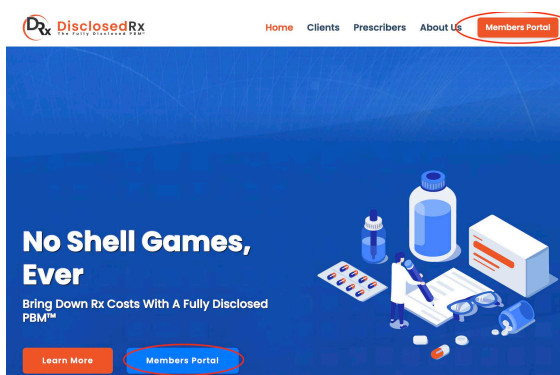 DRx DisclosedRx
The Fully Disclosed PBM™
Home Clients Prescribers About Us Members Portal
No Shell Games,
Ever
Bring Down Rx Costs With A Fully Disclosed
PBM™
Learn More Members Portal